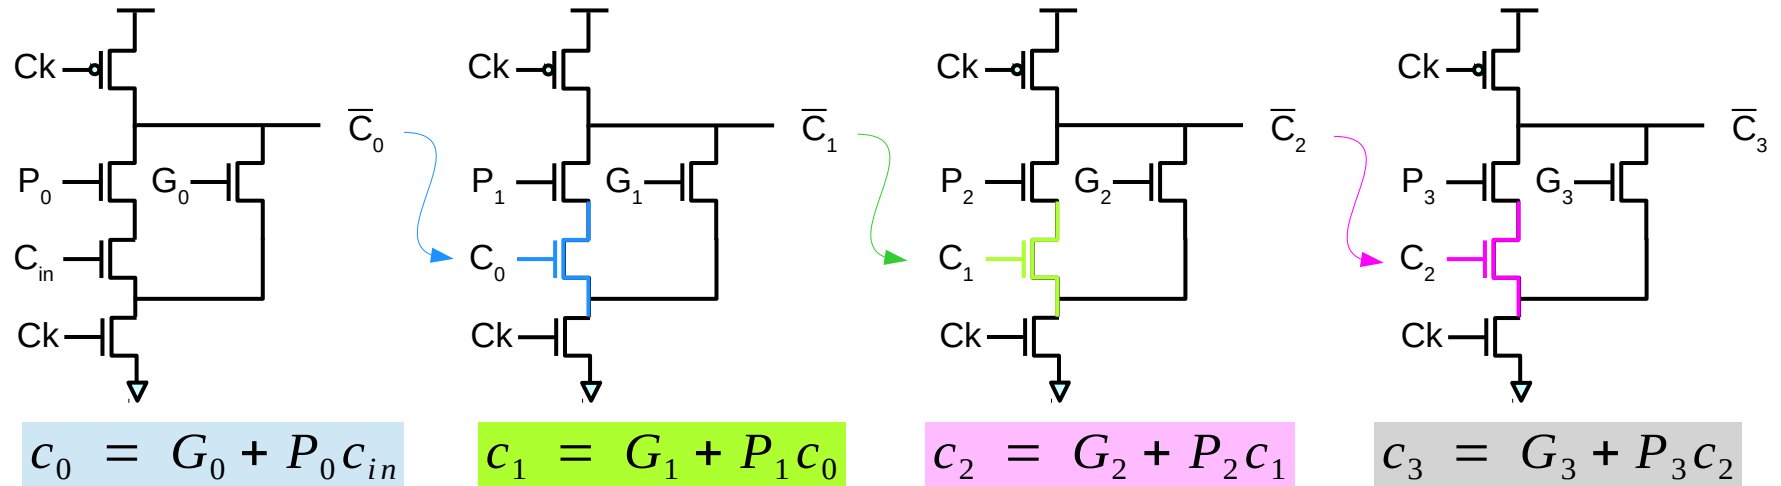 Ck Ck Ck Ck
C̅₀ C̅₁ C̅₂ C̅₃
P₀ G₀ P₁ G₁ P₂ G₂ P₃ G₃
Cᵢₙ C₀ C₁ C₂
Ck Ck Ck Ck
c₀ = G₀ + P₀cᵢₙ
c₁ = G₁ + P₁c₀
c₂ = G₂ + P₂c₁
c₃ = G₃ + P₃c₂